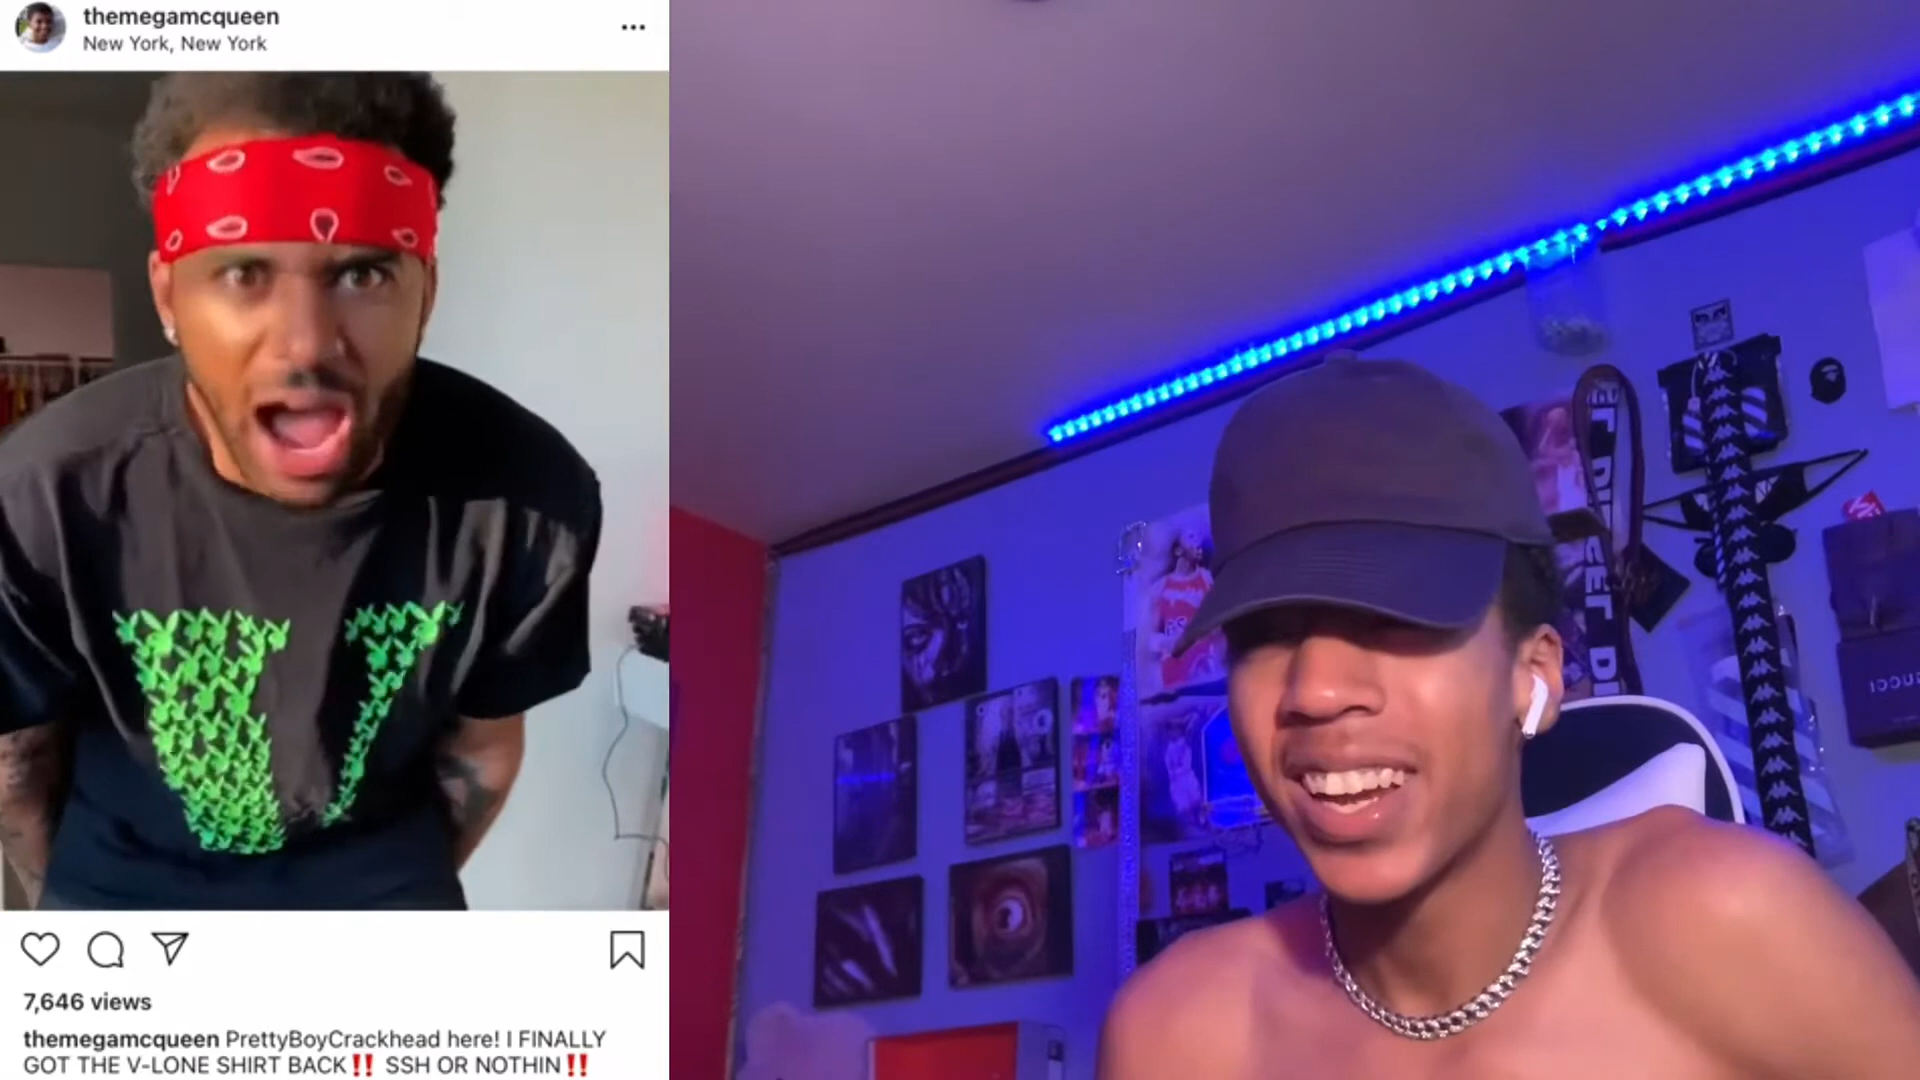 themegamcqueen
New York, New York
7,646 views
themegamcqueen PrettyBoyCrackhead here! I FINALLY
GOT THE V-LONE SHIRT BACK‼️ SSH OR NOTHIN‼️
V